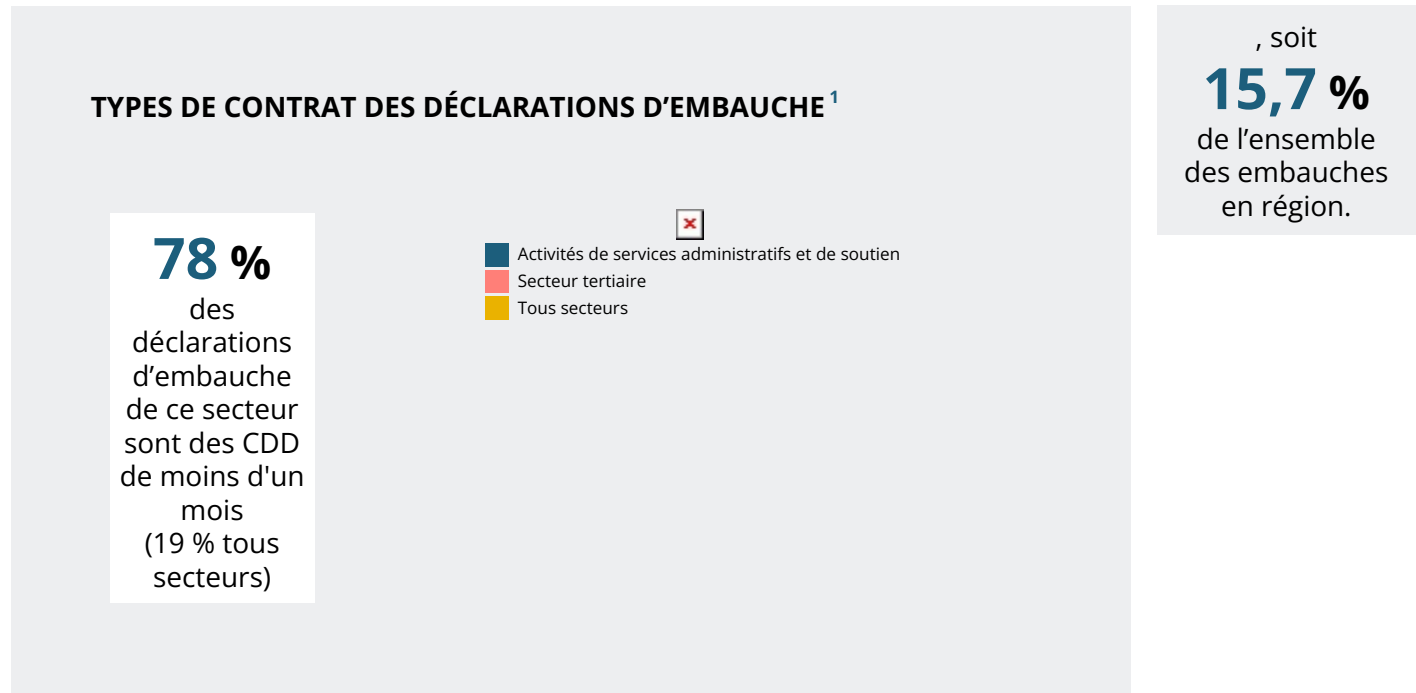 TYPES DE CONTRAT DES DÉCLARATIONS D’EMBAUCHE 1
78 %
des
déclarations
d’embauche
de ce secteur
sont des CDD
de moins d'un
mois
(19 % tous
secteurs)
Activités de services administratifs et de soutien
Secteur tertiaire
Tous secteurs
, soit
15,7 %
de l’ensemble
des embauches
en région.